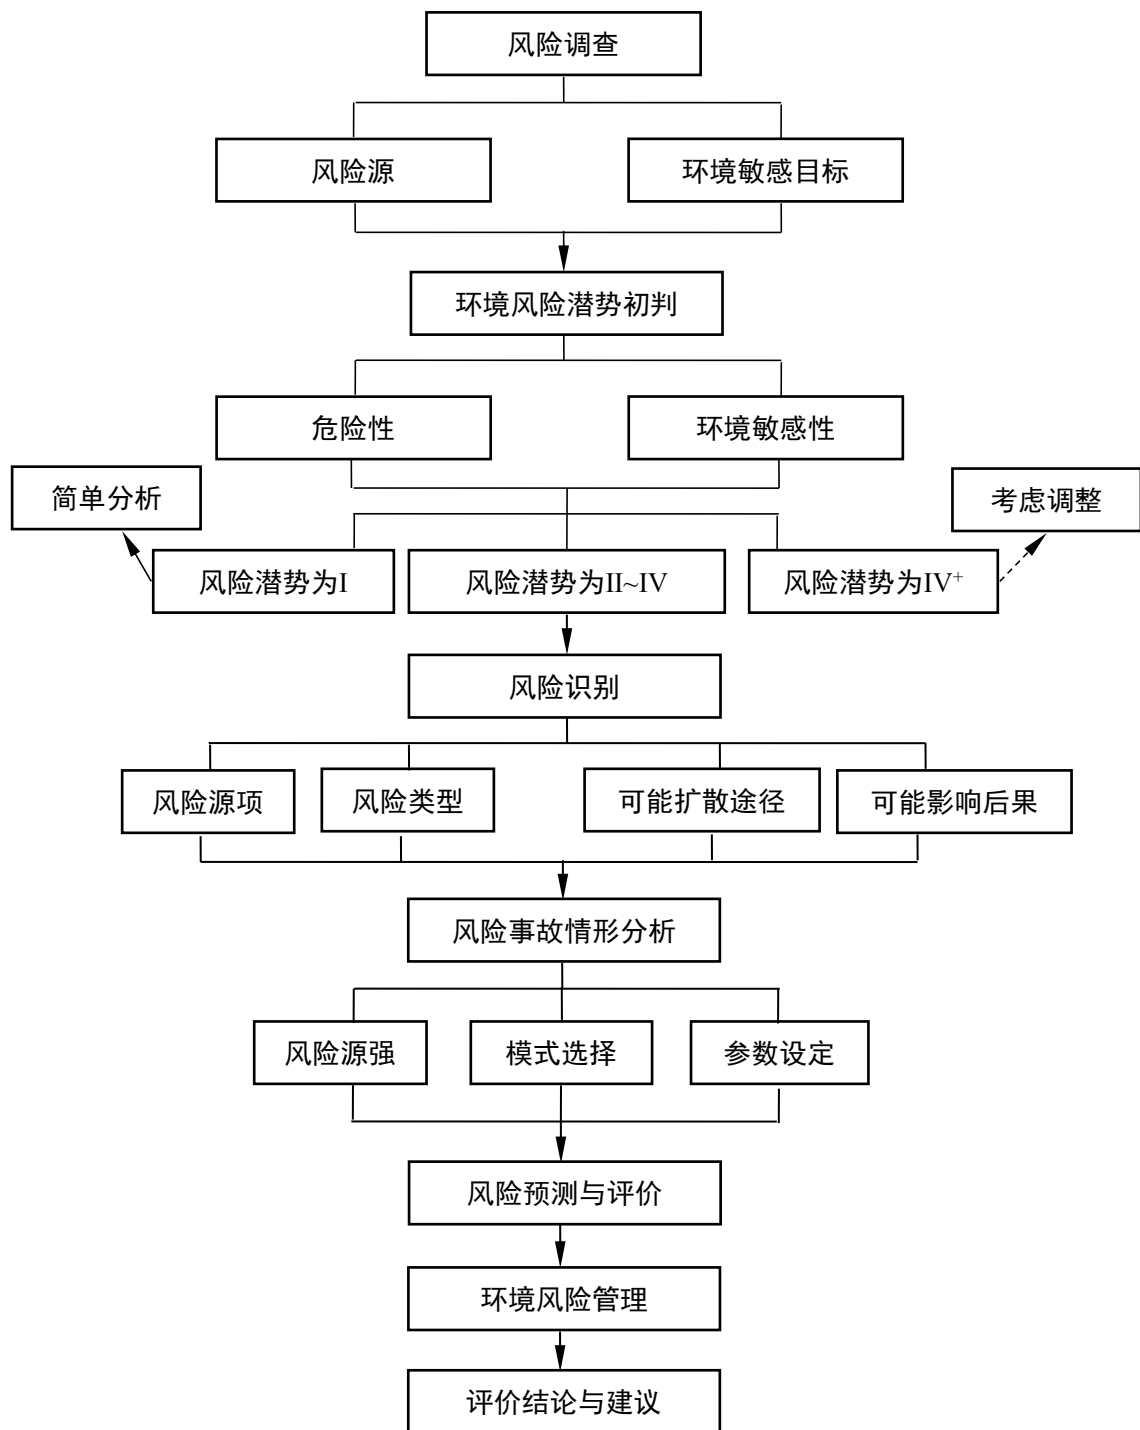 风险调查
风险源
环境敏感目标
环境风险潜势初判
危险性
环境敏感性
简单分析
考虑调整
风险潜势为I
风险潜势为II~IV
风险潜势为IV⁺
风险识别
风险源项
风险类型
可能扩散途径
可能影响后果
风险事故情形分析
风险源强
模式选择
参数设定
风险预测与评价
环境风险管理
评价结论与建议